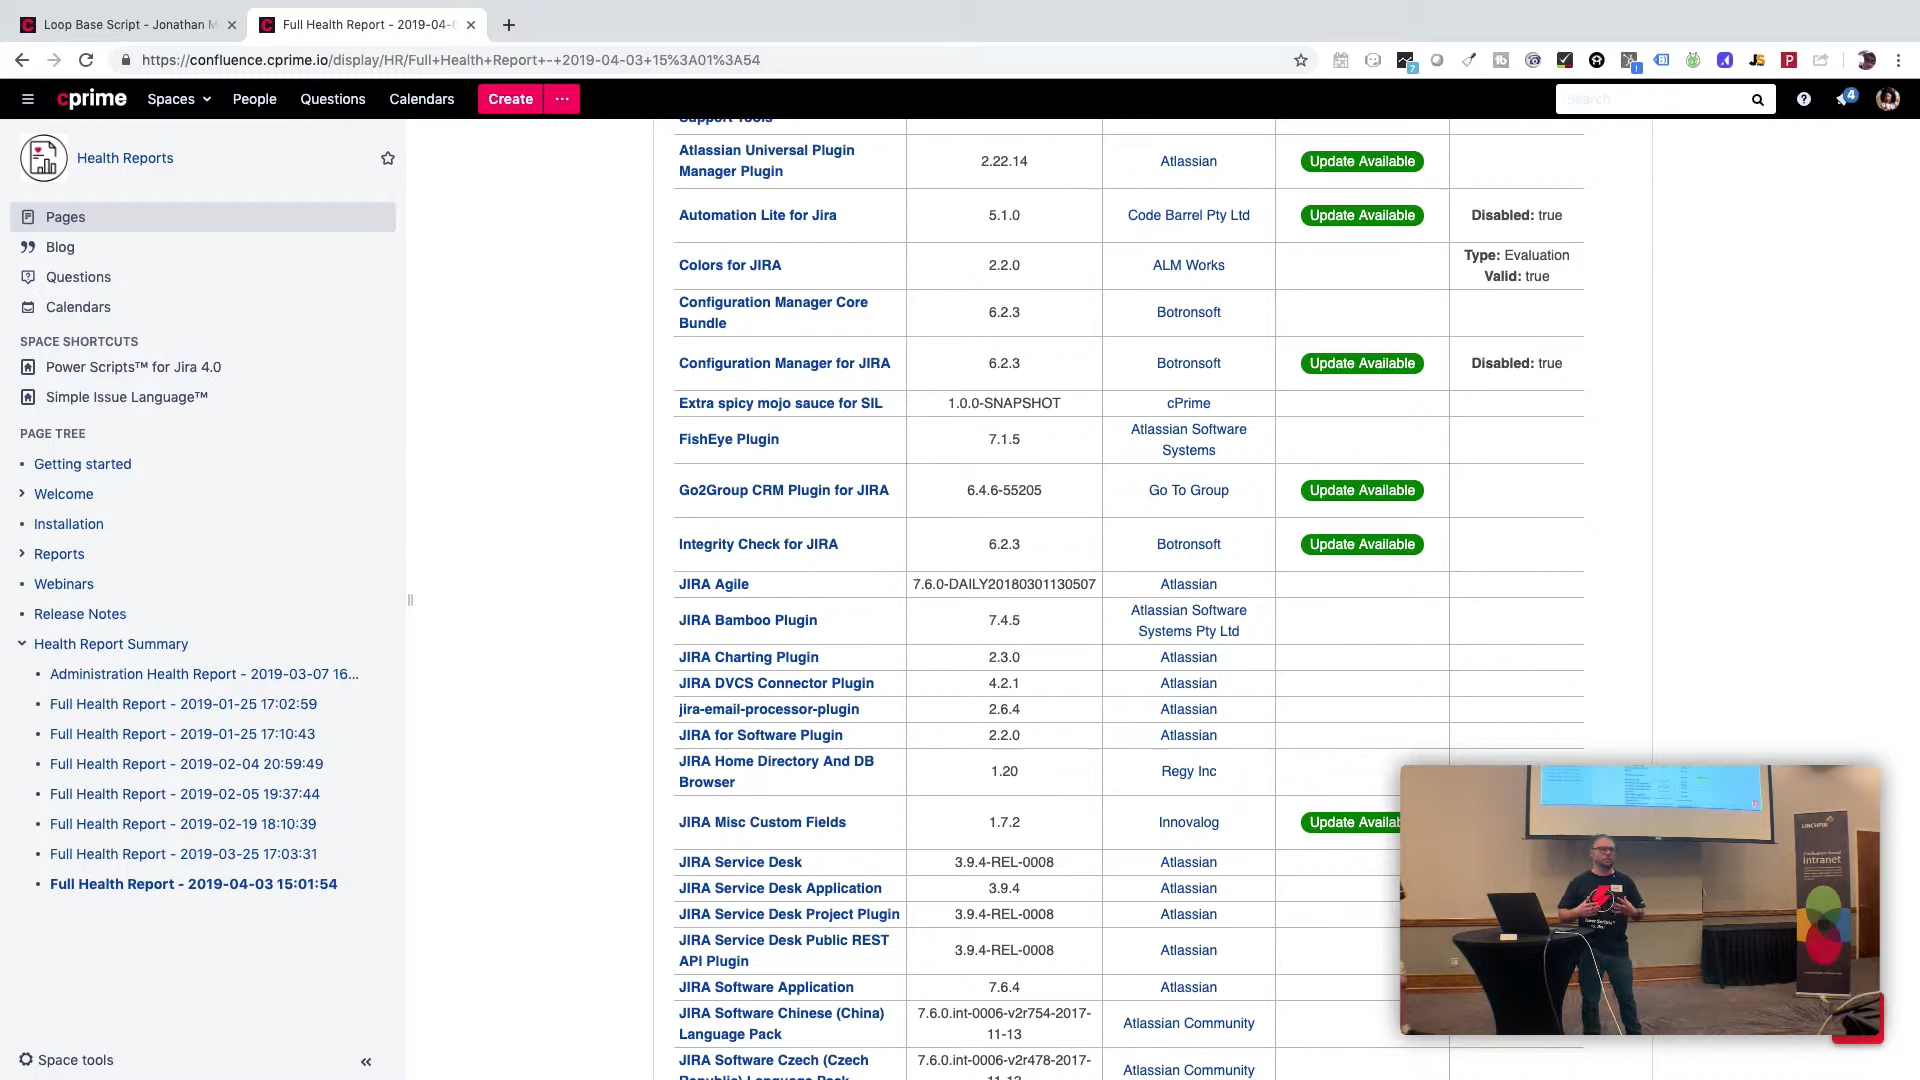 Loop Base Script - Jonathan M
Full Health Report - 2019-04-0
https://confluence.cprime.io/display/HR/Full+Health+Report+-+2019-04-03+15%3A01%3A54
cprime
Spaces
People
Questions
Calendars
Create
Search
4
Health Reports
Pages
Blog
Questions
Calendars
SPACE SHORTCUTS
Power Scripts™ for Jira 4.0
Simple Issue Language™
PAGE TREE
Getting started
Welcome
Installation
Reports
Webinars
Release Notes
Health Report Summary
Administration Health Report - 2019-03-07 16...
Full Health Report - 2019-01-25 17:02:59
Full Health Report - 2019-01-25 17:10:43
Full Health Report - 2019-02-04 20:59:49
Full Health Report - 2019-02-05 19:37:44
Full Health Report - 2019-02-19 18:10:39
Full Health Report - 2019-03-25 17:03:31
Full Health Report - 2019-04-03 15:01:54
Space tools
Support Tools
Atlassian Universal Plugin
Manager Plugin
2.22.14
Atlassian
Update Available
Automation Lite for Jira
5.1.0
Code Barrel Pty Ltd
Update Available
Disabled: true
Colors for JIRA
2.2.0
ALM Works
Type: Evaluation
Valid: true
Configuration Manager Core
Bundle
6.2.3
Botronsoft
Configuration Manager for JIRA
6.2.3
Botronsoft
Update Available
Disabled: true
Extra spicy mojo sauce for SIL
1.0.0-SNAPSHOT
cPrime
FishEye Plugin
7.1.5
Atlassian Software
Systems
Go2Group CRM Plugin for JIRA
6.4.6-55205
Go To Group
Update Available
Integrity Check for JIRA
6.2.3
Botronsoft
Update Available
JIRA Agile
7.6.0-DAILY20180301130507
Atlassian
JIRA Bamboo Plugin
7.4.5
Atlassian Software
Systems Pty Ltd
JIRA Charting Plugin
2.3.0
Atlassian
JIRA DVCS Connector Plugin
4.2.1
Atlassian
jira-email-processor-plugin
2.6.4
Atlassian
JIRA for Software Plugin
2.2.0
Atlassian
JIRA Home Directory And DB
Browser
1.20
Regy Inc
JIRA Misc Custom Fields
1.7.2
Innovalog
Update Availab
JIRA Service Desk
3.9.4-REL-0008
Atlassian
JIRA Service Desk Application
3.9.4
Atlassian
JIRA Service Desk Project Plugin
3.9.4-REL-0008
Atlassian
JIRA Service Desk Public REST
API Plugin
3.9.4-REL-0008
Atlassian
JIRA Software Application
7.6.4
Atlassian
JIRA Software Chinese (China)
Language Pack
7.6.0.int-0006-v2r754-2017-
11-13
Atlassian Community
JIRA Software Czech (Czech
Republic) Language Pack
7.6.0.int-0006-v2r478-2017-
11-13
Atlassian Community
LINCHPIN
Intranet